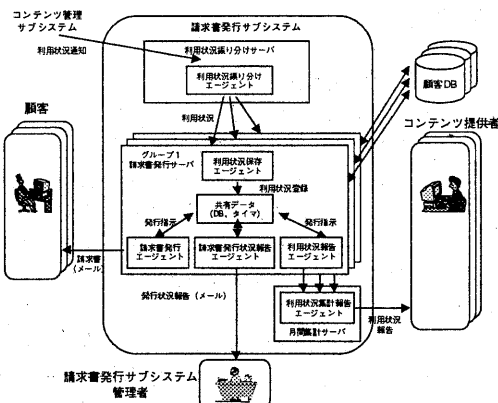 コンテンツ管理
サブシステム
請求書発行サブシステム
利用状況通知
利用状況振り分けサーバ
利用状況振り分け
エージェント
顧客DB
利用状況
顧客
コンテンツ提供者
グループ1
請求書発行サーバ
利用状況保存
エージェント
利用状況登録
共有データ
(DB、タイマ)
発行指示
発行指示
請求書発行
エージェント
請求書発行状況報告
エージェント
利用状況報告
エージェント
請求書
(メール)
発行状況報告(メール)
利用状況集計報告
エージェント
月間集計サーバ
利用状況
報告
請求書発行サブシステム
管理者